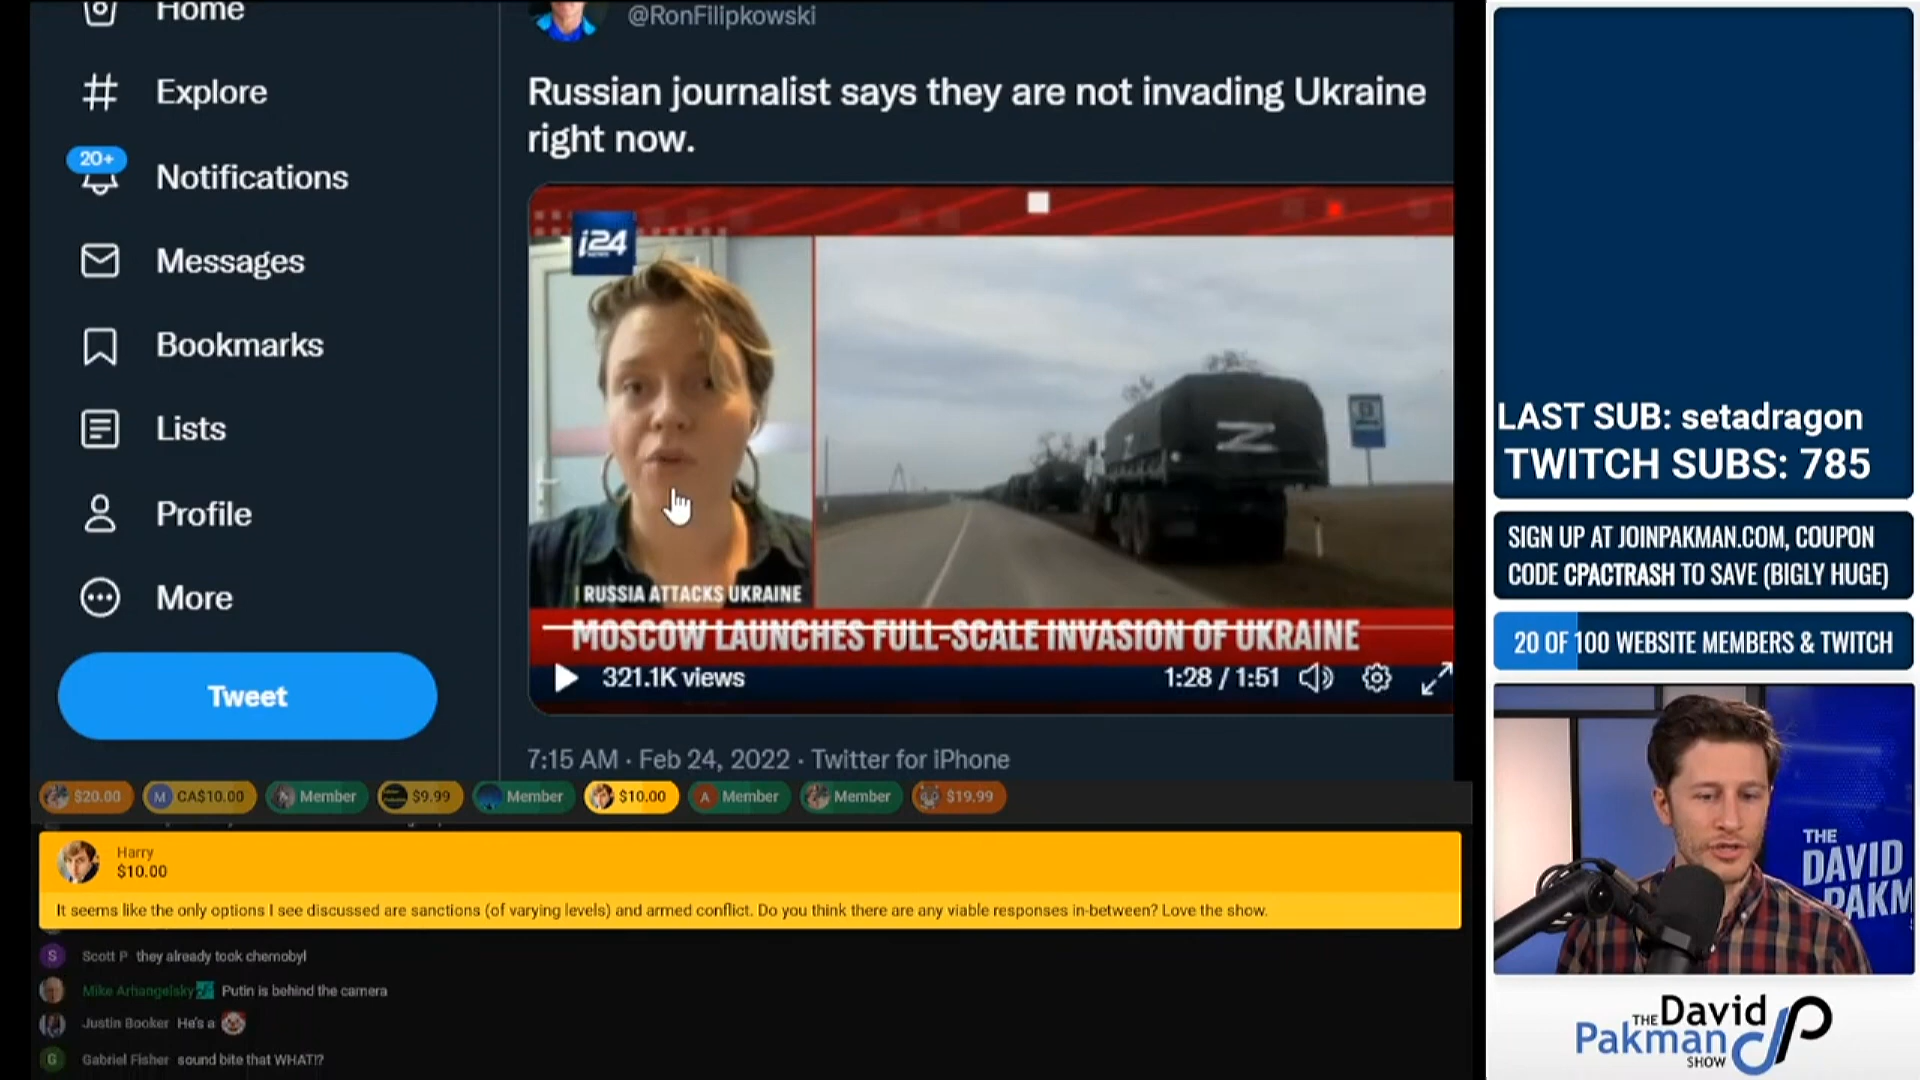 Home
Explore
20+
Notifications
Messages
Bookmarks
Lists
Profile
More
Tweet
@RonFilipkowski
Russian journalist says they are not invading Ukraine
right now.
i24
NEWS
Z
RUSSIA ATTACKS UKRAINE
MOSCOW LAUNCHES FULL-SCALE INVASION OF UKRAINE
321.1K views
1:28 / 1:51
7:15 AM · Feb 24, 2022 · Twitter for iPhone
$20.00
M CA$10.00
Member
$9.99
Member
$10.00
A Member
Member
$19.99
Harry
$10.00
It seems like the only options I see discussed are sanctions (of varying levels) and armed conflict. Do you think there are any viable responses in-between? Love the show.
S Scott P they already took chernobyl
Mike Arhangelsky Putin is behind the camera
Justin Booker He's a 🤡
G Gabriel Fisher sound bite that WHAT!?
LAST SUB: setadragon
TWITCH SUBS: 785
SIGN UP AT JOINPAKMAN.COM, COUPON
CODE CPACTRASH TO SAVE (BIGLY HUGE)
20 OF 100 WEBSITE MEMBERS & TWITCH
THE
DAVID
PAKM
THE David
Pakman
SHOW